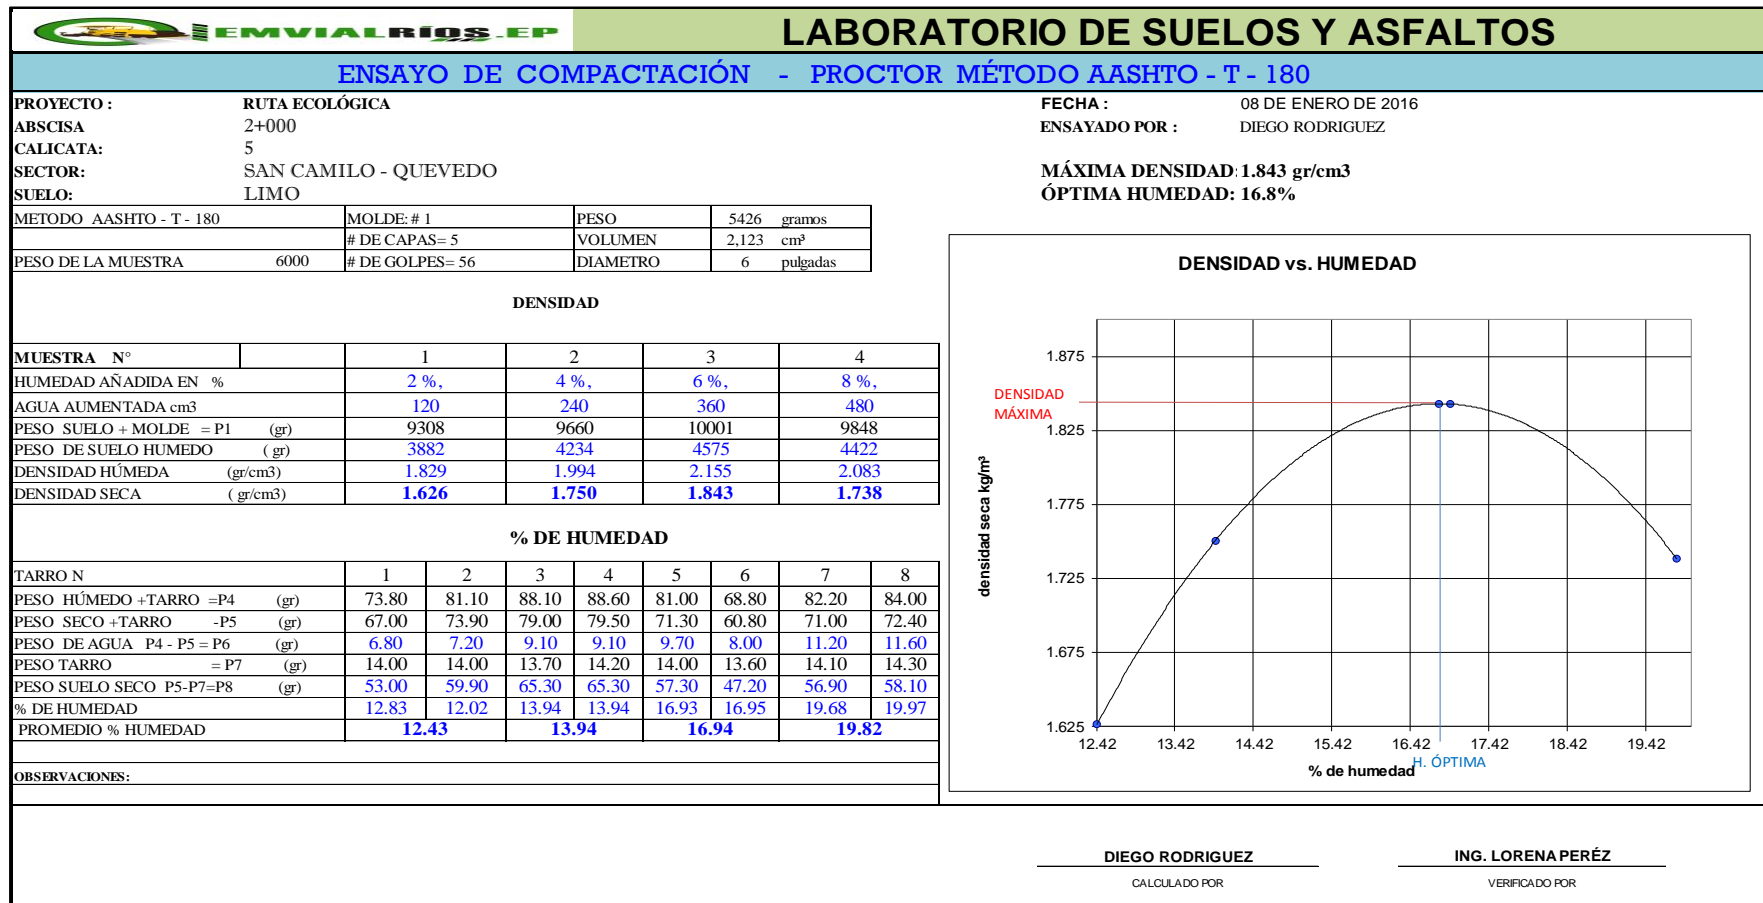 EMVIALRÍOS.EP
LABORATORIO DE SUELOS Y ASFALTOS
ENSAYO DE COMPACTACIÓN - PROCTOR MÉTODO AASHTO - T - 180
PROYECTO : RUTA ECOLÓGICA
FECHA : 08 DE ENERO DE 2016
ABSCISA 2+000
ENSAYADO POR : DIEGO RODRIGUEZ
CALICATA: 5
SECTOR: SAN CAMILO - QUEVEDO
MÁXIMA DENSIDAD: 1.843 gr/cm3
SUELO: LIMO
ÓPTIMA HUMEDAD: 16.8%
METODO AASHTO - T - 180 MOLDE: # 1 PESO 5426 gramos
# DE CAPAS= 5 VOLUMEN 2,123 cm³
PESO DE LA MUESTRA 6000 # DE GOLPES= 56 DIAMETRO 6 pulgadas
DENSIDAD
MUESTRA N° 1 2 3 4
HUMEDAD AÑADIDA EN % 2 %, 4 %, 6 %, 8 %,
AGUA AUMENTADA cm3 120 240 360 480
PESO SUELO + MOLDE = P1 (gr) 9308 9660 10001 9848
PESO DE SUELO HUMEDO ( gr) 3882 4234 4575 4422
DENSIDAD HÚMEDA (gr/cm3) 1.829 1.994 2.155 2.083
DENSIDAD SECA ( gr/cm3) 1.626 1.750 1.843 1.738
% DE HUMEDAD
TARRO N 1 2 3 4 5 6 7 8
PESO HÚMEDO +TARRO =P4 (gr) 73.80 81.10 88.10 88.60 81.00 68.80 82.20 84.00
PESO SECO +TARRO -P5 (gr) 67.00 73.90 79.00 79.50 71.30 60.80 71.00 72.40
PESO DE AGUA P4 - P5 = P6 (gr) 6.80 7.20 9.10 9.10 9.70 8.00 11.20 11.60
PESO TARRO = P7 (gr) 14.00 14.00 13.70 14.20 14.00 13.60 14.10 14.30
PESO SUELO SECO P5-P7=P8 (gr) 53.00 59.90 65.30 65.30 57.30 47.20 56.90 58.10
% DE HUMEDAD 12.83 12.02 13.94 13.94 16.93 16.95 19.68 19.97
PROMEDIO % HUMEDAD 12.43 13.94 16.94 19.82
OBSERVACIONES:
DENSIDAD vs. HUMEDAD
densidad seca kg/m³
1.875
DENSIDAD
MÁXIMA
1.825
1.775
1.725
1.675
1.625
12.42 13.42 14.42 15.42 16.42 17.42 18.42 19.42
H. ÓPTIMA
% de humedad
DIEGO RODRIGUEZ ING. LORENA PERÉZ
CALCULADO POR VERIFICADO POR